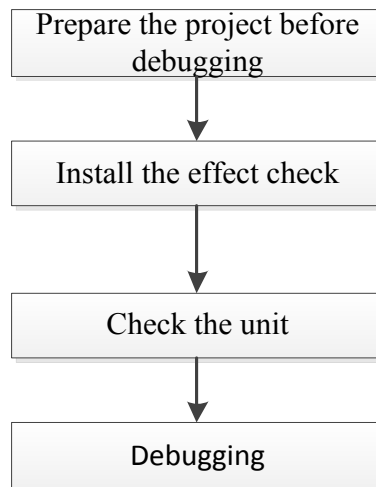 Prepare the project before
debugging
Install the effect check
Check the unit
Debugging